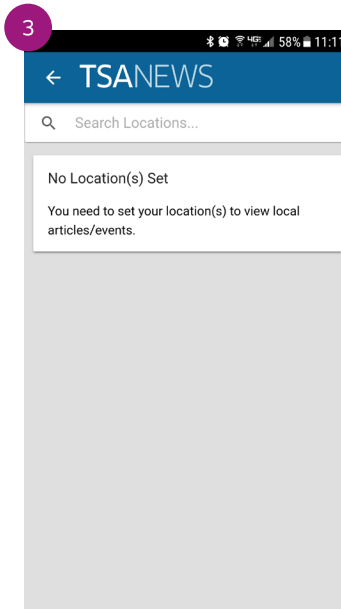 3
4G 58% 11:11
TSANEWS
Search Locations...
No Location(s) Set
You need to set your location(s) to view local
articles/events.